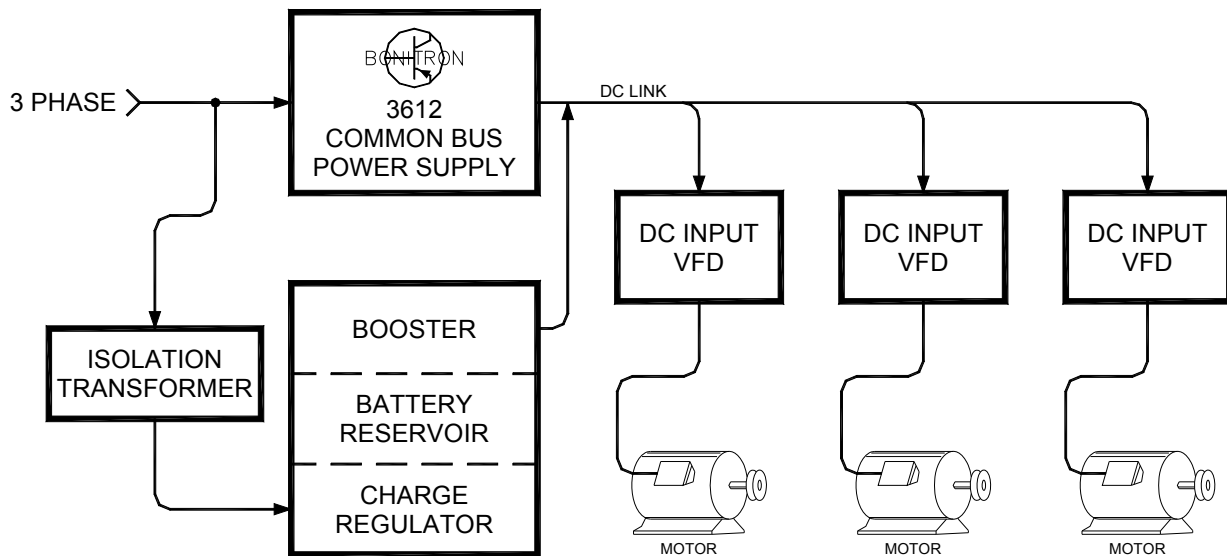 BONITRON
3 PHASE
3612
COMMON BUS
POWER SUPPLY
DC LINK
DC INPUT
VFD
DC INPUT
VFD
DC INPUT
VFD
ISOLATION
TRANSFORMER
BOOSTER
BATTERY
RESERVOIR
CHARGE
REGULATOR
MOTOR
MOTOR
MOTOR